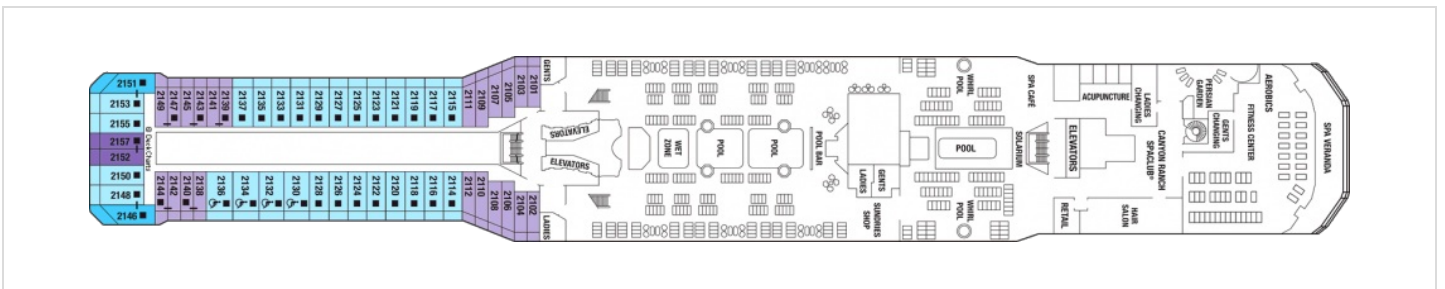 2151
2153
2155
2157
2152
2150
2148
2146
© DeckCharts
2149
2147
2145
2143
2141
2139
2137
2135
2133
2131
2129
2127
2125
2123
2121
2119
2117
2115
2111
2109
2107
2105
2103
2101
2144
2142
2140
2138
2136
2134
2132
2130
2128
2126
2124
2122
2120
2118
2116
2114
2112
2110
2108
2106
2104
2102
GENTS
LADIES
ELEVATORS
ELEVATORS
WET
ZONE
POOL
POOL
POOL BAR
GENTS
LADIES
SUNDRIES
SHOP
WHIRL
POOL
POOL
WHIRL
POOL
SPA CAFÉ
SOLARIUM
ELEVATORS
ACUPUNCTURE
LADIES
CHANGING
RETAIL
HAIR
SALON
CANYON RANCH
SPACLUB®
PERSIAN
GARDEN
GENTS
CHANGING
AEROBICS
FITNESS CENTER
SPA VERANDA